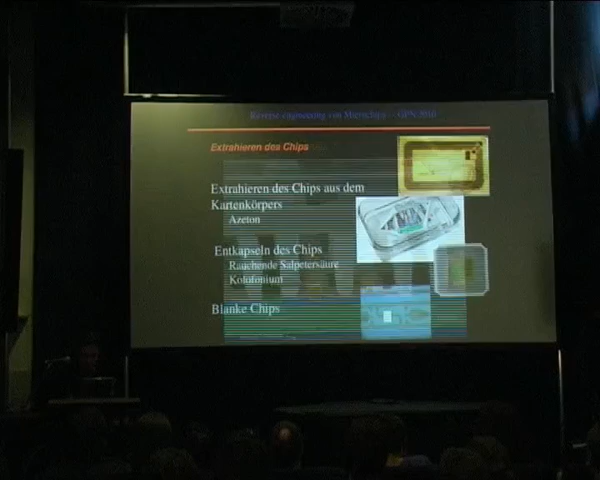 Reverse engineering von Microchips - GPN 2010
Extrahieren des Chips
Extrahieren des Chips aus dem
Kartenkörpers
Azeton
Entkapseln des Chips
Rauchende Salpetersäure
Kolofonium
Blanke Chips